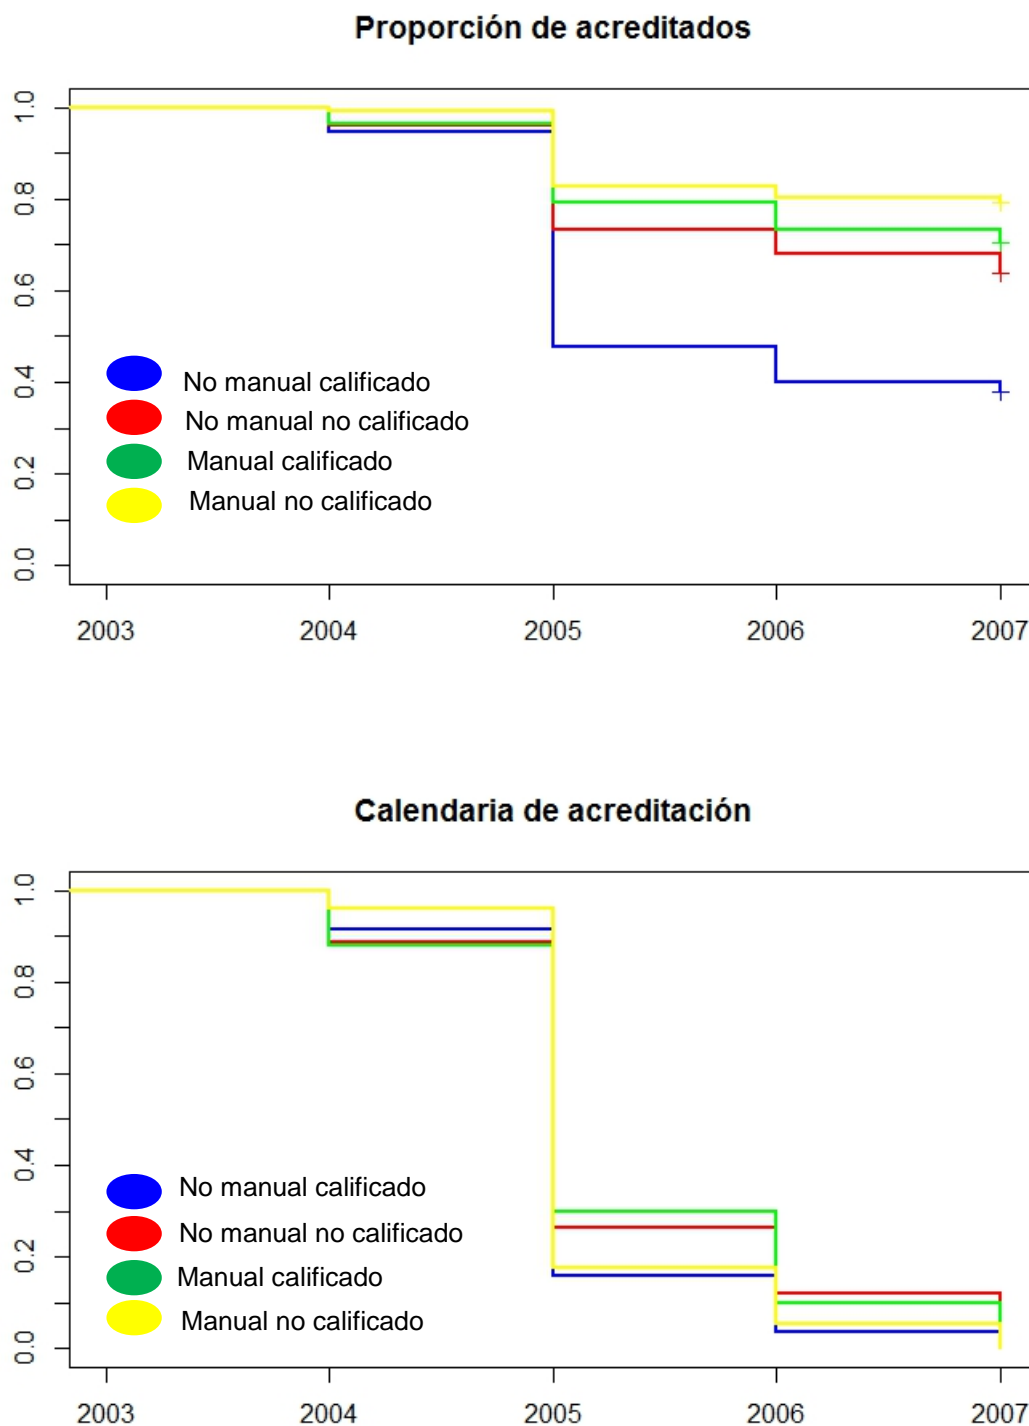 Proporción de acreditados
1.0
0.8
0.6
0.4
0.2
0.0
No manual calificado
No manual no calificado
Manual calificado
Manual no calificado
2003 2004 2005 2006 2007
Calendaria de acreditación
1.0
0.8
0.6
0.4
0.2
0.0
No manual calificado
No manual no calificado
Manual calificado
Manual no calificado
2003 2004 2005 2006 2007